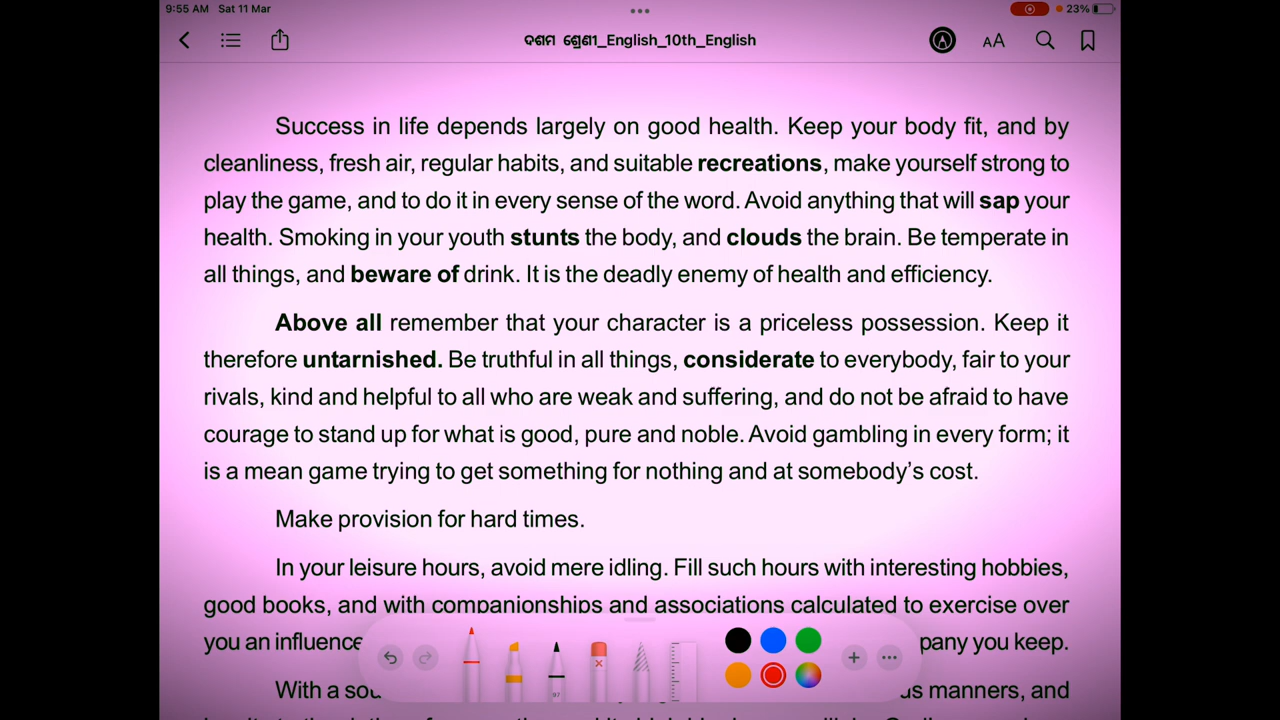 9:55 AM Sat 11 Mar
23%
ଦଶମ ଶ୍ରେଣୀ_English_10th_English
AA
Success in life depends largely on good health. Keep your body fit, and by
cleanliness, fresh air, regular habits, and suitable recreations, make yourself strong to
play the game, and to do it in every sense of the word. Avoid anything that will sap your
health. Smoking in your youth stunts the body, and clouds the brain. Be temperate in
all things, and beware of drink. It is the deadly enemy of health and efficiency.
Above all remember that your character is a priceless possession. Keep it
therefore untarnished. Be truthful in all things, considerate to everybody, fair to your
rivals, kind and helpful to all who are weak and suffering, and do not be afraid to have
courage to stand up for what is good, pure and noble. Avoid gambling in every form; it
is a mean game trying to get something for nothing and at somebody's cost.
Make provision for hard times.
In your leisure hours, avoid mere idling. Fill such hours with interesting hobbies,
good books, and with companionships and associations calculated to exercise over
you an influence pany you keep.
97
With a sou us manners, and